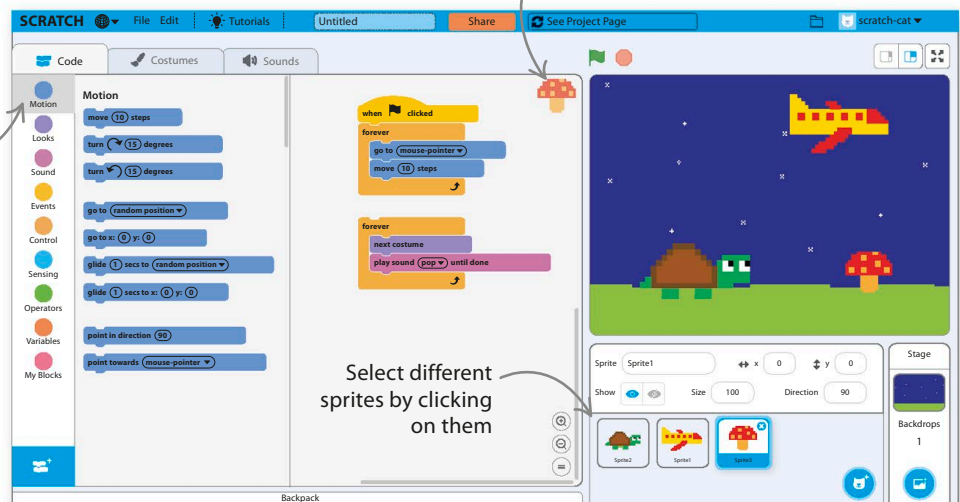 SCRATCH File Edit Tutorials Untitled Share See Project Page scratch-cat
Code Costumes Sounds
Motion
Looks
Sound
Events
Control
Sensing
Operators
Variables
My Blocks
Motion
move 10 steps
turn 15 degrees
turn 15 degrees
go to random position
go to x: 0 y: 0
glide 1 secs to random position
glide 1 secs to x: 0 y: 0
point in direction 90
point towards mouse-pointer
when clicked
forever
go to mouse-pointer
move 10 steps
forever
next costume
play sound pop until done
Select different
sprites by clicking
on them
Backpack
Sprite Sprite1 x 0 y 0
Show Size 100 Direction 90
Sprite2 Sprite1 Sprite3
Stage
Backdrops
1